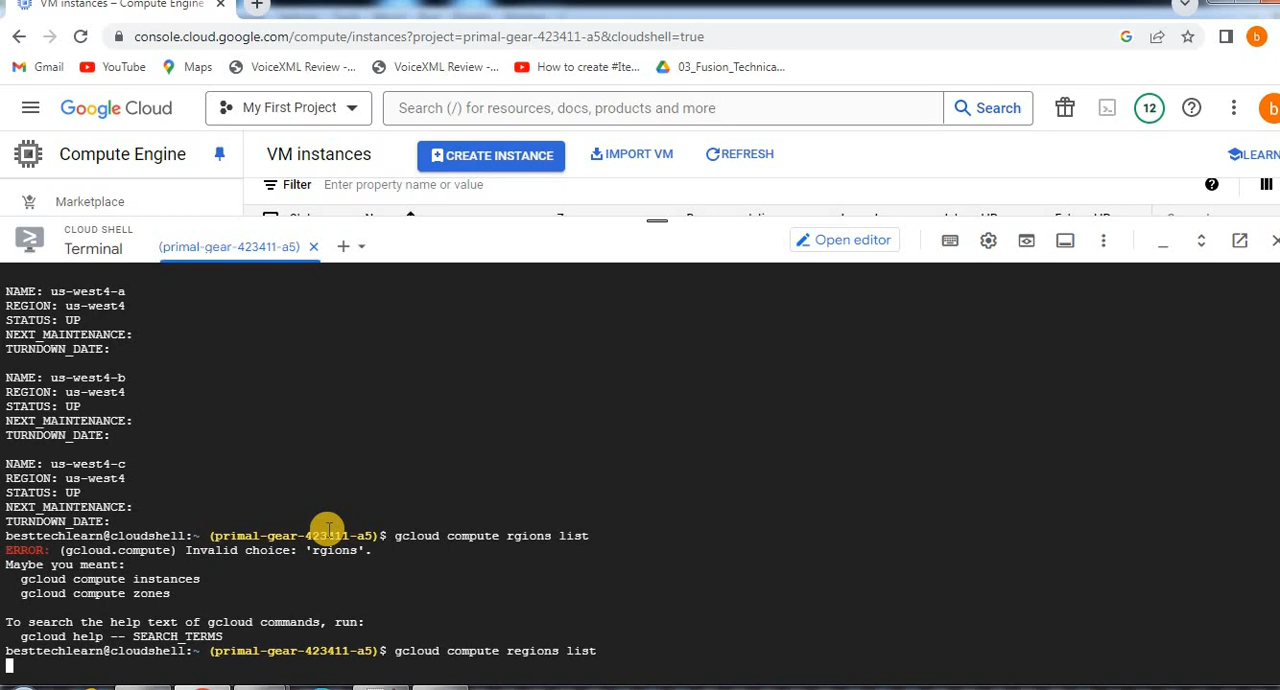 VM instances – Compute Engine
console.cloud.google.com/compute/instances?project=primal-gear-423411-a5&cloudshell=true
Gmail YouTube Maps VoiceXML Review -... VoiceXML Review -... How to create #Ite... 03_Fusion_Technica...
Google Cloud My First Project Search (/) for resources, docs, products and more Search 12 b
Compute Engine VM instances CREATE INSTANCE IMPORT VM REFRESH LEARN
Filter Enter property name or value
Marketplace
CLOUD SHELL
Terminal (primal-gear-423411-a5) Open editor
NAME: us-west4-a
REGION: us-west4
STATUS: UP
NEXT_MAINTENANCE:
TURNDOWN_DATE:
NAME: us-west4-b
REGION: us-west4
STATUS: UP
NEXT_MAINTENANCE:
TURNDOWN_DATE:
NAME: us-west4-c
REGION: us-west4
STATUS: UP
NEXT_MAINTENANCE:
TURNDOWN_DATE:
besttechlearn@cloudshell:~ (primal-gear-423411-a5)$ gcloud compute rgions list
ERROR: (gcloud.compute) Invalid choice: 'rgions'.
Maybe you meant:
gcloud compute instances
gcloud compute zones
To search the help text of gcloud commands, run:
gcloud help -- SEARCH_TERMS
besttechlearn@cloudshell:~ (primal-gear-423411-a5)$ gcloud compute regions list